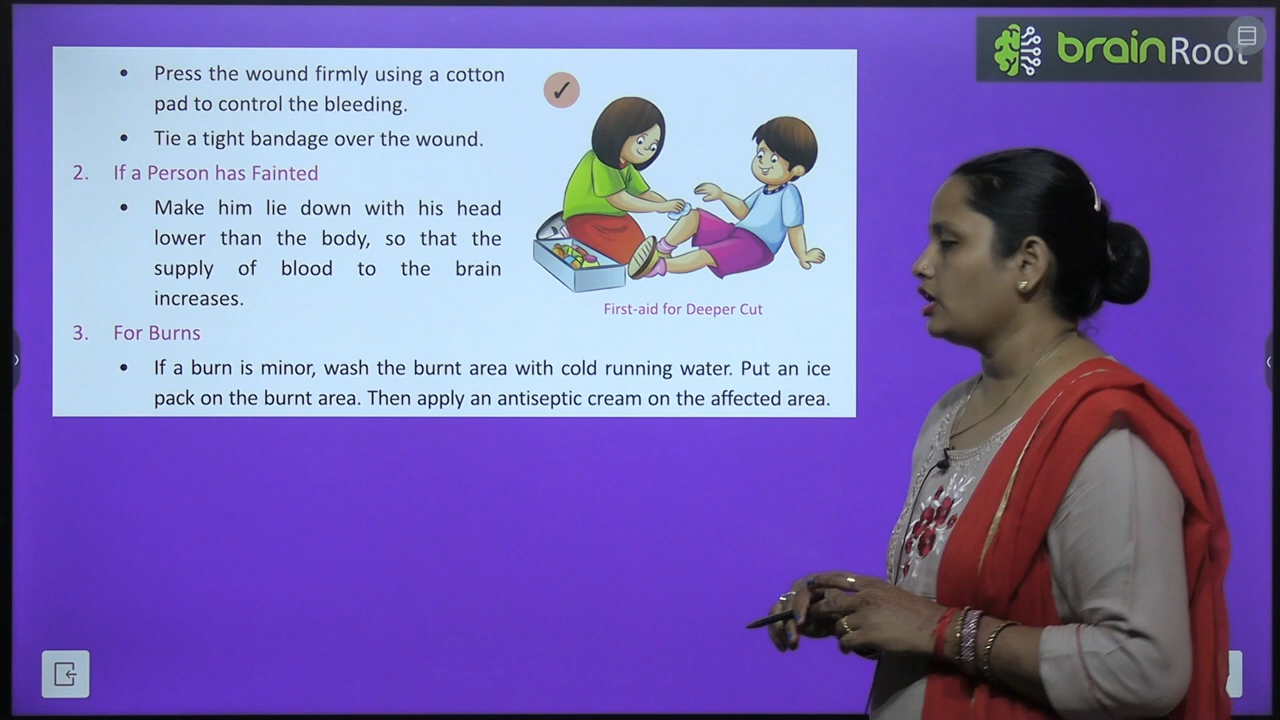 brainRoot
• Press the wound firmly using a cotton
pad to control the bleeding.
• Tie a tight bandage over the wound.
2. If a Person has Fainted
• Make him lie down with his head
lower than the body, so that the
supply of blood to the brain
increases.
First-aid for Deeper Cut
3. For Burns
• If a burn is minor, wash the burnt area with cold running water. Put an ice
pack on the burnt area. Then apply an antiseptic cream on the affected area.